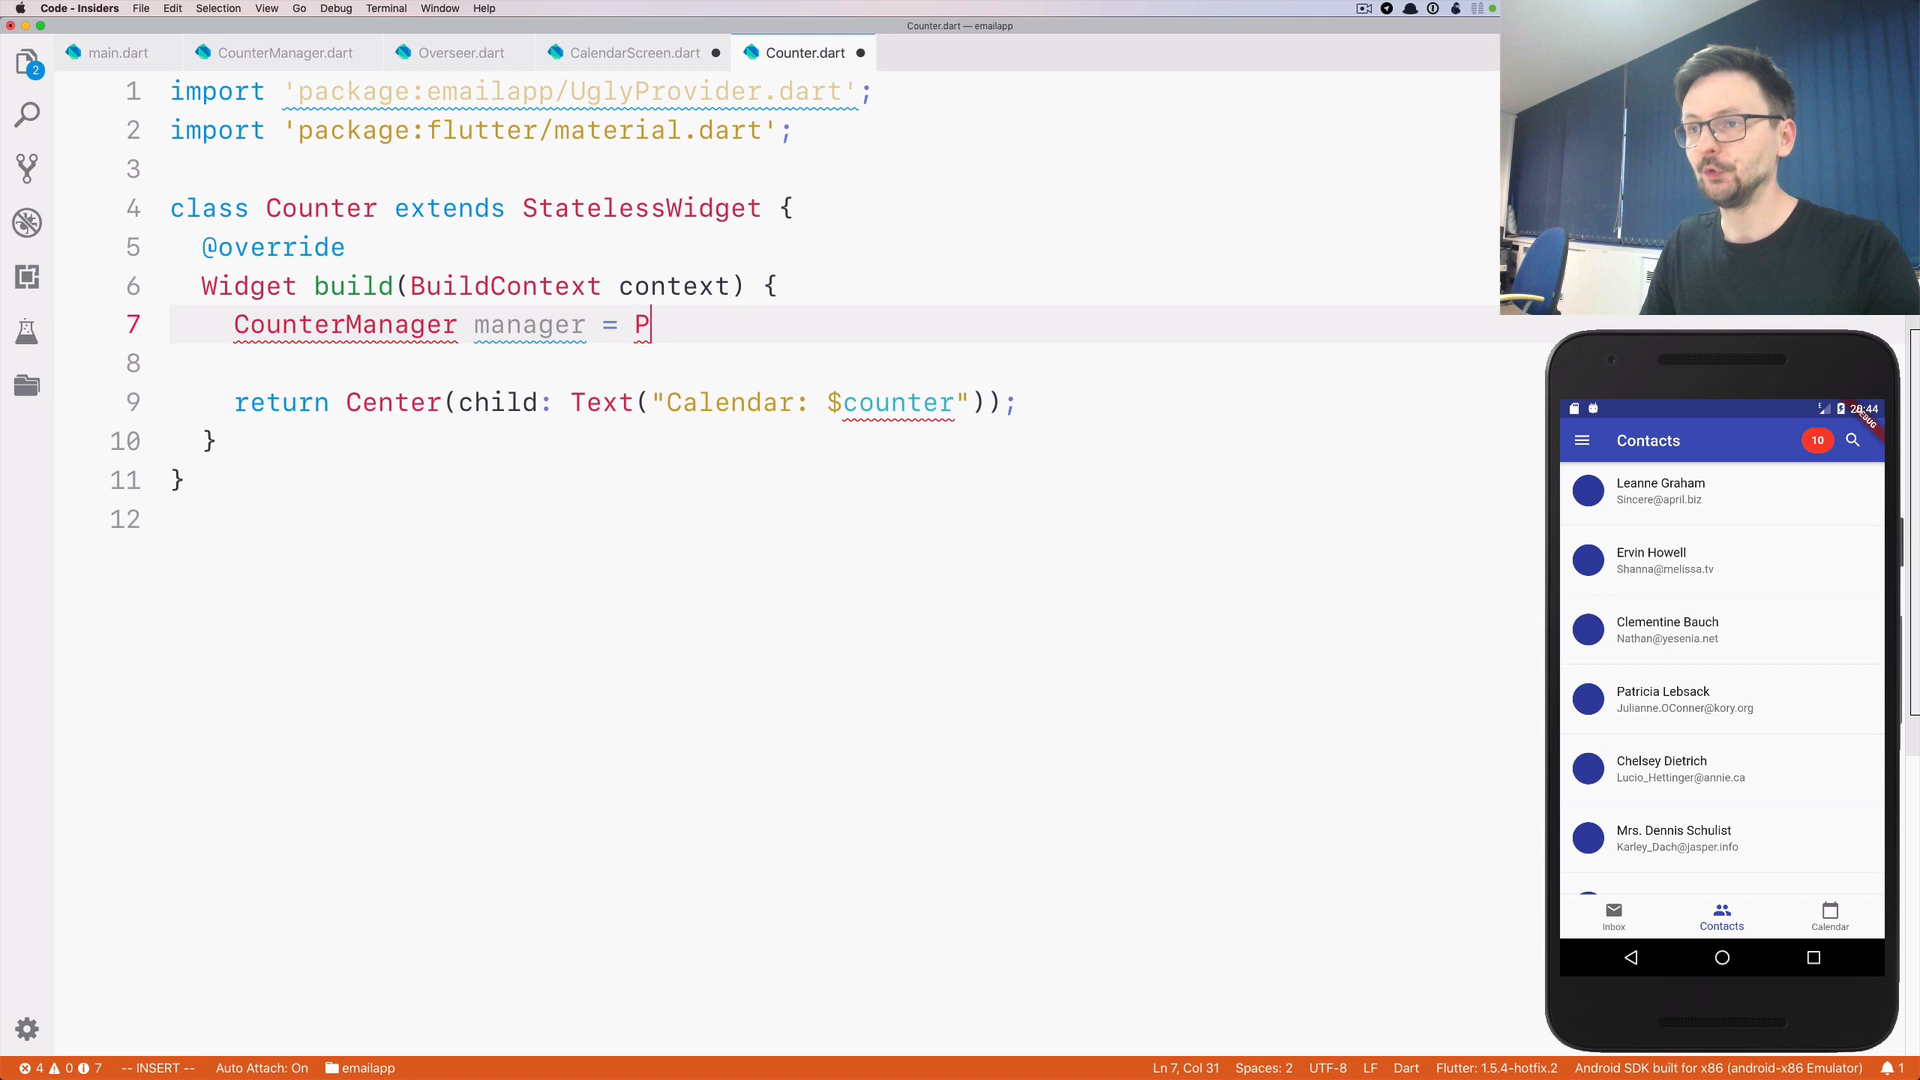 Code - Insiders File Edit Selection View Go Debug Terminal Window Help
Counter.dart — emailapp
main.dart CounterManager.dart Overseer.dart CalendarScreen.dart Counter.dart
2
1 import 'package:emailapp/UglyProvider.dart';
2 import 'package:flutter/material.dart';
3
4 class Counter extends StatelessWidget {
5 @override
6 Widget build(BuildContext context) {
7 CounterManager manager = P
8
9 return Center(child: Text("Calendar: $counter"));
10 }
11 }
12
20:44
DEBUG
Contacts 10
Leanne Graham
Sincere@april.biz
Ervin Howell
Shanna@melissa.tv
Clementine Bauch
Nathan@yesenia.net
Patricia Lebsack
Julianne.OConner@kory.org
Chelsey Dietrich
Lucio_Hettinger@annie.ca
Mrs. Dennis Schulist
Karley_Dach@jasper.info
Inbox Contacts Calendar
4 0 7 -- INSERT -- Auto Attach: On emailapp Ln 7, Col 31 Spaces: 2 UTF-8 LF Dart Flutter: 1.5.4-hotfix.2 Android SDK built for x86 (android-x86 Emulator) 1